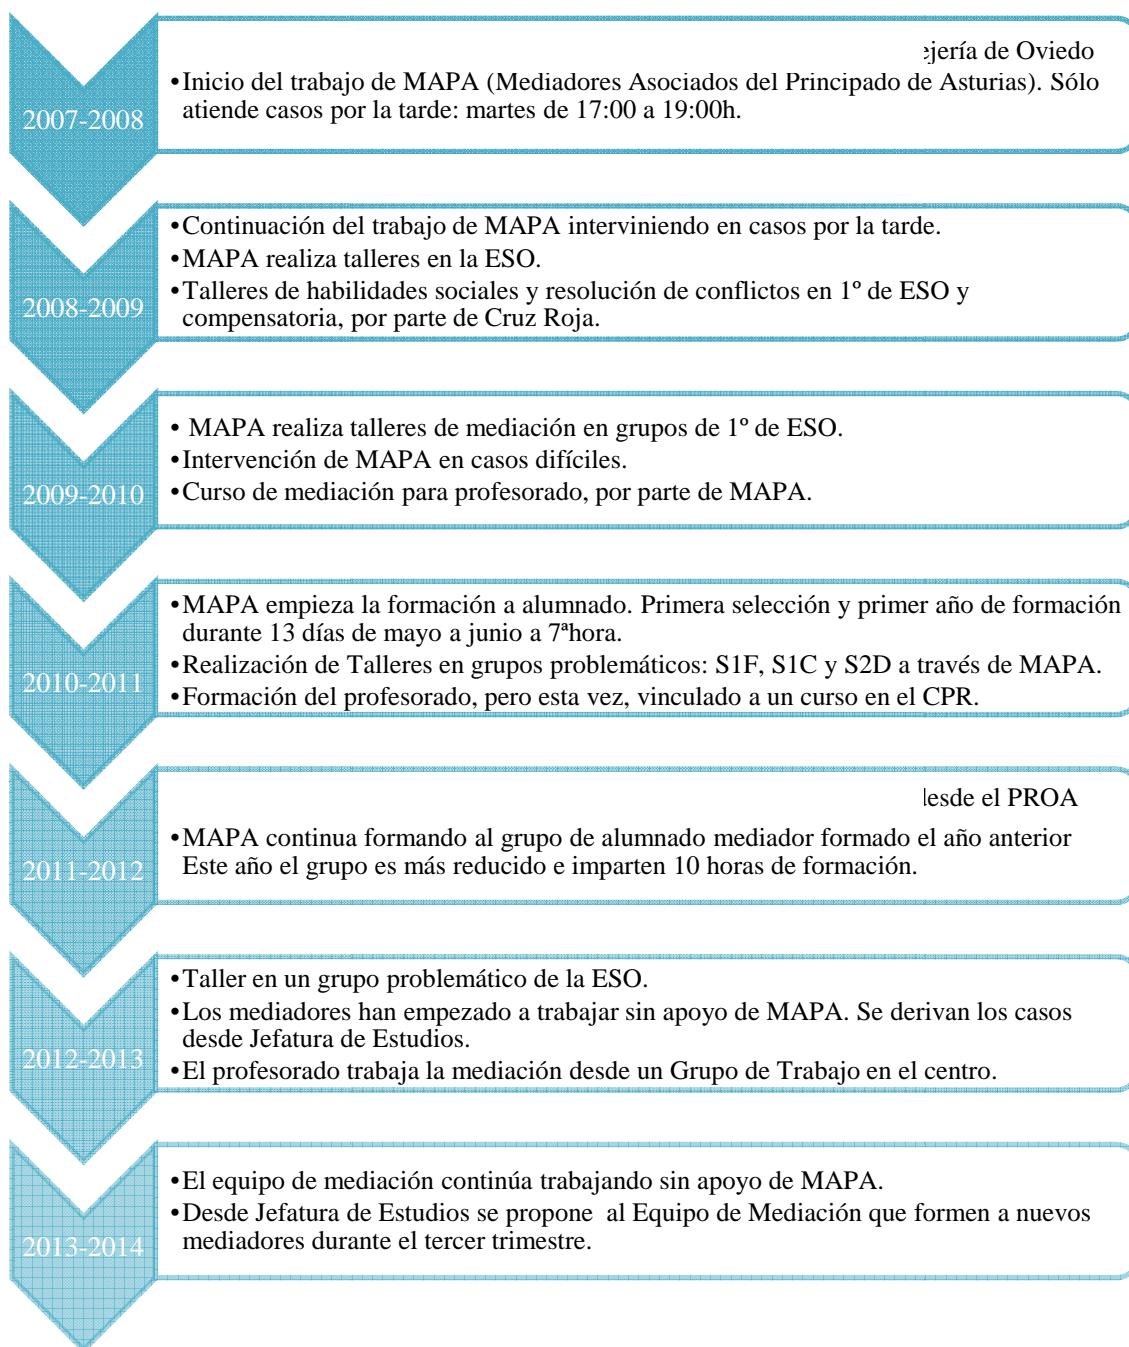 de Oviedo
2007-2008
•Inicio del trabajo de MAPA (Mediadores Asociados del Principado de Asturias). Sólo
atiende casos por la tarde: martes de 17:00 a 19:00h.
•Continuación del trabajo de MAPA interviniendo en casos por la tarde.
•MAPA realiza talleres en la ESO.
2008-2009
•Talleres de habilidades sociales y resolución de conflictos en 1º de ESO y
compensatoria, por parte de Cruz Roja.
• MAPA realiza talleres de mediación en grupos de 1º de ESO.
•Intervención de MAPA en casos difíciles.
2009-2010
•Curso de mediación para profesorado, por parte de MAPA.
•MAPA empieza la formación a alumnado. Primera selección y primer año de formación
durante 13 días de mayo a junio a 7ªhora.
2010-2011
•Realización de Talleres en grupos problemáticos: S1F, S1C y S2D a través de MAPA.
•Formación del profesorado, pero esta vez, vinculado a un curso en el CPR.
el PROA
2011-2012
•MAPA continua formando al grupo de alumnado mediador formado el año anterior
Este año el grupo es más reducido e imparten 10 horas de formación.
•Taller en un grupo problemático de la ESO.
•Los mediadores han empezado a trabajar sin apoyo de MAPA. Se derivan los casos
desde Jefatura de Estudios.
2012-2013
•El profesorado trabaja la mediación desde un Grupo de Trabajo en el centro.
•El equipo de mediación continúa trabajando sin apoyo de MAPA.
•Desde Jefatura de Estudios se propone  al Equipo de Mediación que formen a nuevos
mediadores durante el tercer trimestre.
2013-2014